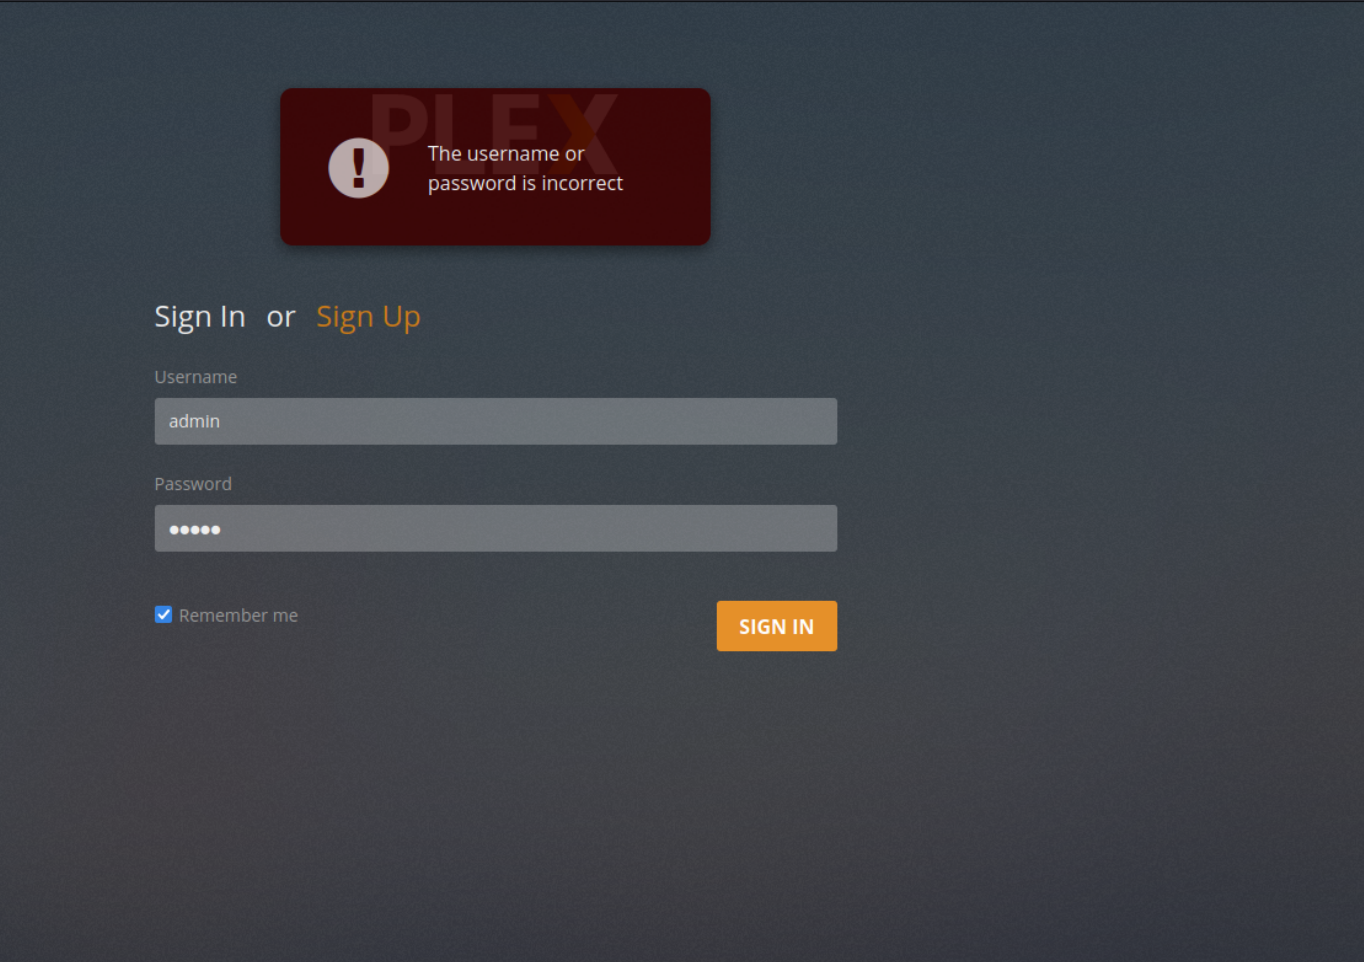 PLEX
The username or
password is incorrect
Sign In or Sign Up
Username
admin
Password
●●●●●
Remember me
SIGN IN